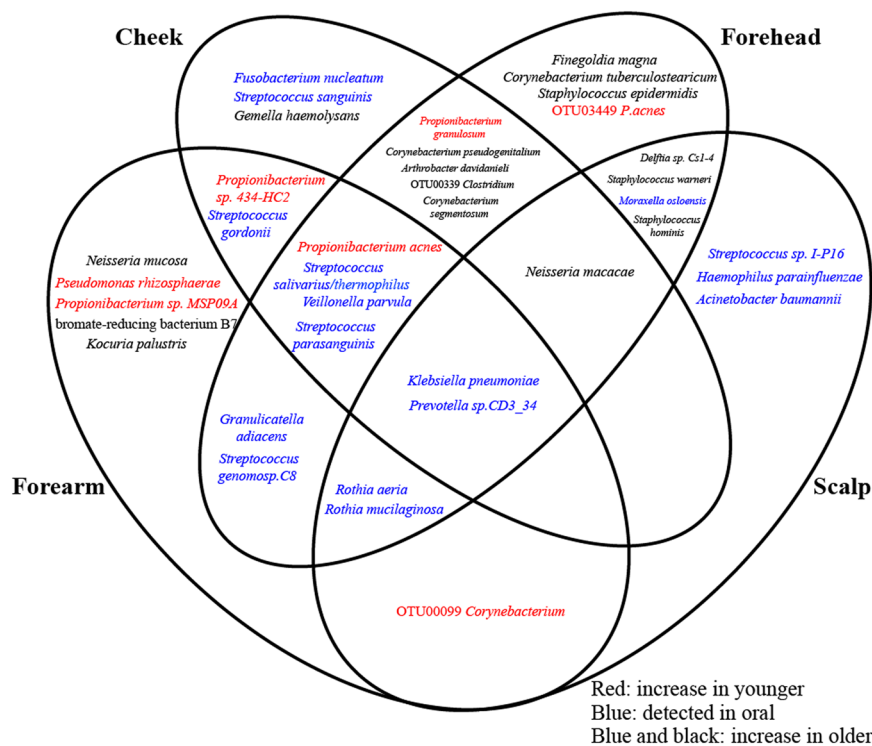 Cheek
Forehead
Fusobacterium nucleatum
Streptococcus sanguinis
Gemella haemolysans
Finegoldia magna
Corynebacterium tuberculostearicum
Staphylococcus epidermidis
OTU03449 P.acnes
Propionibacterium
granulosum
Corynebacterium pseudogenitalium
Arthrobacter davidanieli
OTU00339 Clostridium
Corynebacterium
segmentosum
Delftia sp. Cs1-4
Staphylococcus warneri
Moraxella osloensis
Staphylococcus
hominis
Propionibacterium
sp. 434-HC2
Streptococcus
gordonii
Neisseria mucosa
Pseudomonas rhizosphaerae
Propionibacterium sp. MSP09A
bromate-reducing bacterium B7
Kocuria palustris
Propionibacterium acnes
Streptococcus
salivarius/thermophilus
Veillonella parvula
Streptococcus
parasanguinis
Neisseria macacae
Streptococcus sp. I-P16
Haemophilus parainfluenzae
Acinetobacter baumannii
Klebsiella pneumoniae
Prevotella sp.CD3_34
Granulicatella
adiacens
Streptococcus
genomosp.C8
Rothia aeria
Rothia mucilaginosa
Forearm
Scalp
OTU00099 Corynebacterium
Red: increase in younger
Blue: detected in oral
Blue and black: increase in older